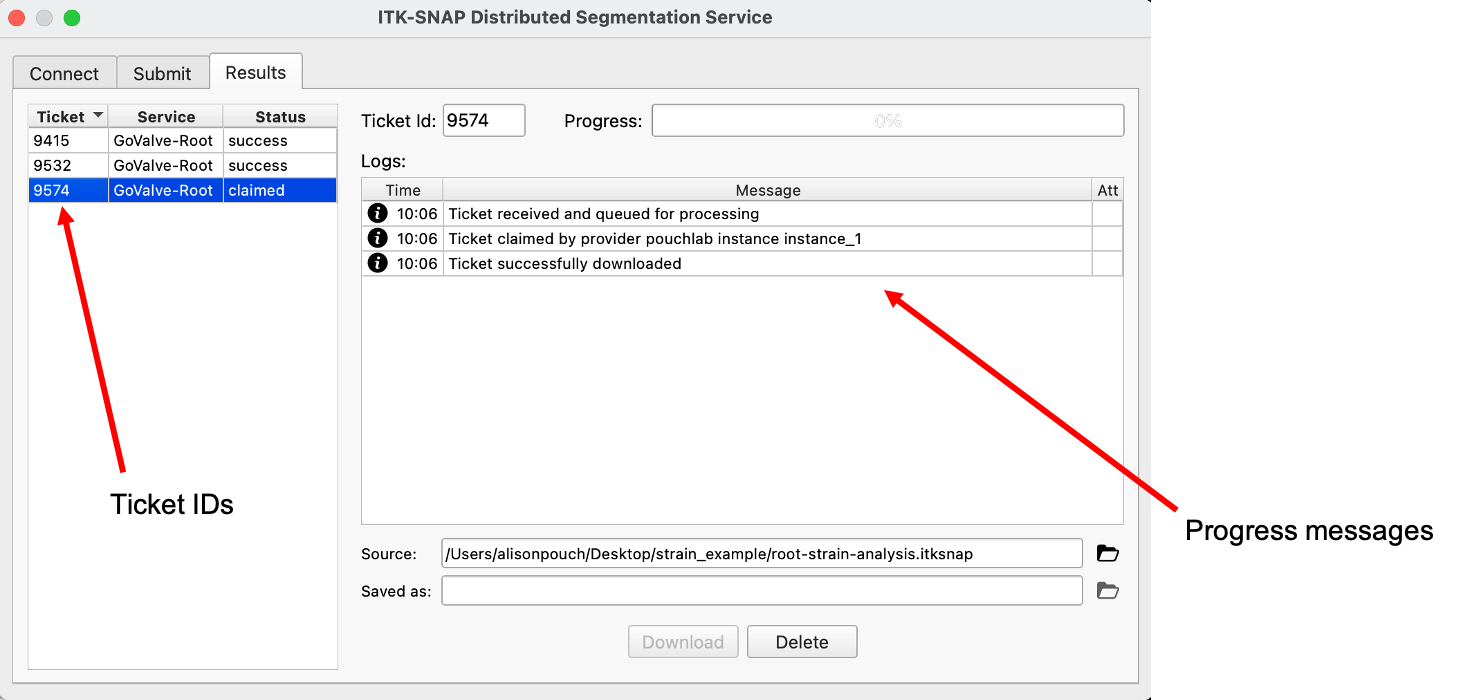 ITK-SNAP Distributed Segmentation Service
Connect Submit Results
Ticket Service Status
9415 GoValve-Root success
9532 GoValve-Root success
9574 GoValve-Root claimed
Ticket IDs
Ticket Id: 9574 Progress: 0%
Logs:
Time Message Att
10:06 Ticket received and queued for processing
10:06 Ticket claimed by provider pouchlab instance instance_1
10:06 Ticket successfully downloaded
Progress messages
Source: /Users/alisonpouch/Desktop/strain_example/root-strain-analysis.itksnap
Saved as:
Download Delete